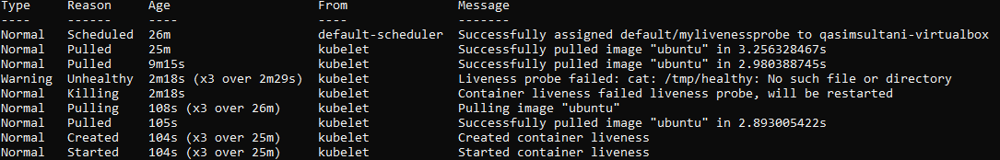 Type     Reason     Age                    From               Message
----     ------     ----                   ----               -------
Normal   Scheduled  26m                    default-scheduler  Successfully assigned default/mylivenessprobe to qasimsultani-virtualbox
Normal   Pulled     25m                    kubelet            Successfully pulled image "ubuntu" in 3.256328467s
Normal   Pulled     9m15s                  kubelet            Successfully pulled image "ubuntu" in 2.980388745s
Warning  Unhealthy  2m18s (x3 over 2m29s)  kubelet            Liveness probe failed: cat: /tmp/healthy: No such file or directory
Normal   Killing    2m18s                  kubelet            Container liveness failed liveness probe, will be restarted
Normal   Pulling    108s (x3 over 26m)     kubelet            Pulling image "ubuntu"
Normal   Pulled     105s                   kubelet            Successfully pulled image "ubuntu" in 2.893005422s
Normal   Created    104s (x3 over 25m)     kubelet            Created container liveness
Normal   Started    104s (x3 over 25m)     kubelet            Started container liveness